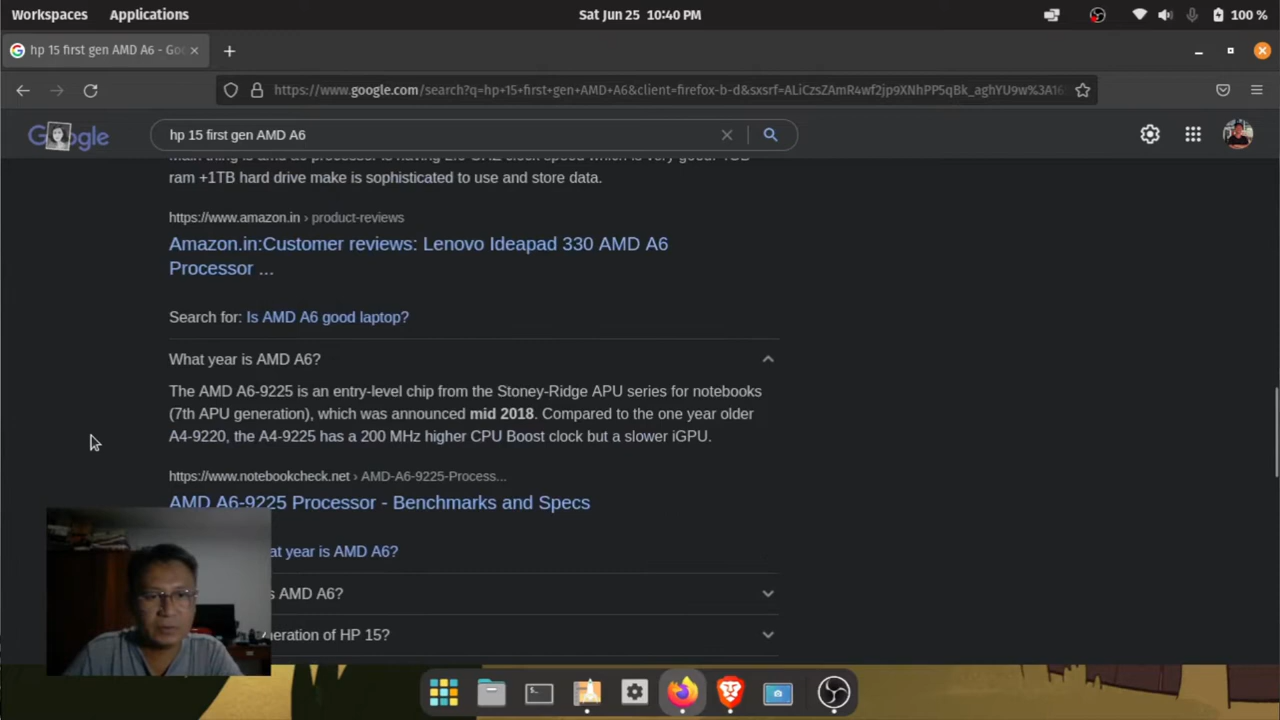 Workspaces Applications Sat Jun 25 10:40 PM 100 %
hp 15 first gen AMD A6 - Goo
https://www.google.com/search?q=hp+15+first+gen+AMD+A6&client=firefox-b-d&sxsrf=ALiCzsZAmR4wf2jp9XNhPP5qBk_aghYU9w%3A16
hp 15 first gen AMD A6
ram +1TB hard drive make is sophisticated to use and store data.
https://www.amazon.in › product-reviews
Amazon.in:Customer reviews: Lenovo Ideapad 330 AMD A6
Processor ...
Search for: Is AMD A6 good laptop?
What year is AMD A6?
The AMD A6-9225 is an entry-level chip from the Stoney-Ridge APU series for notebooks
(7th APU generation), which was announced mid 2018. Compared to the one year older
A4-9220, the A4-9225 has a 200 MHz higher CPU Boost clock but a slower iGPU.
https://www.notebookcheck.net › AMD-A6-9225-Process...
AMD A6-9225 Processor - Benchmarks and Specs
at year is AMD A6?
s AMD A6?
eration of HP 15?